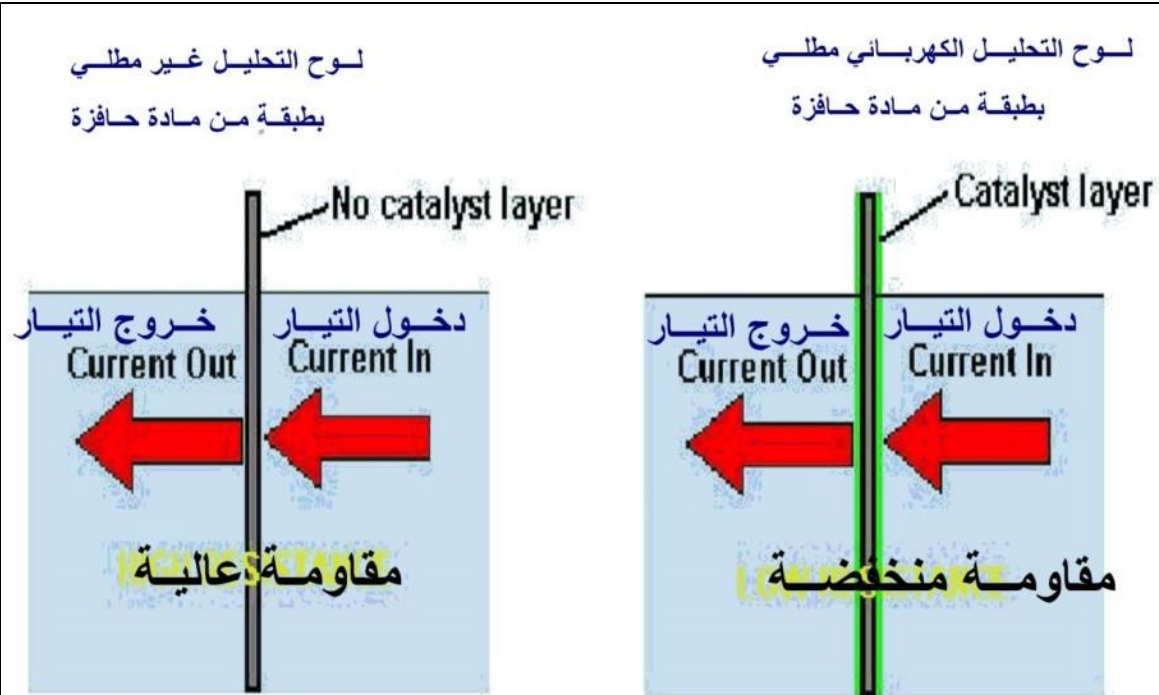 لوح التحليل الكهربائي مطلي
بطبقة من مادة حافزة
Catalyst layer
دخول التيار
Current In
خروج التيار
Current Out
مقاومة منخفضة
لوح التحليل غير مطلي
بطبقةٍ من مادة حافزة
No catalyst layer
دخول التيار
Current In
خروج التيار
Current Out
مقاومة عالية